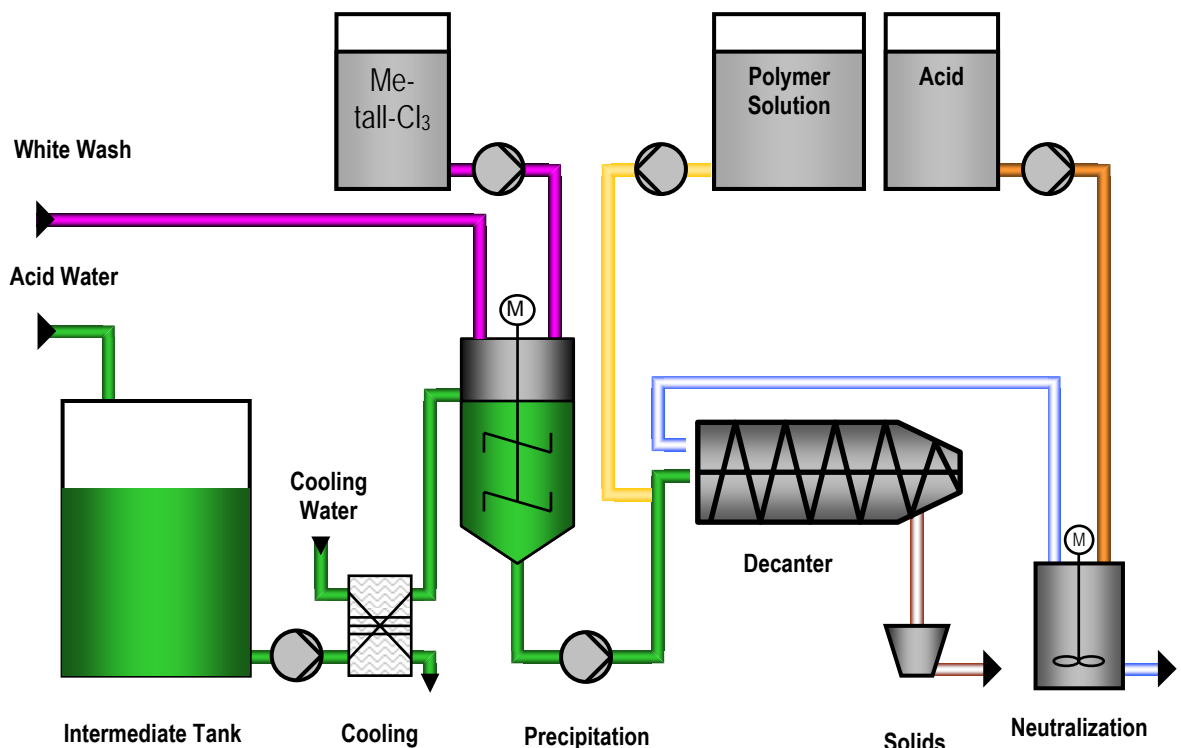 Me-
tall-Cl₃
Polymer
Solution
Acid
White Wash
Acid Water
M
Cooling
Water
M
Decanter
Intermediate Tank
Cooling
Precipitation
Solids
Neutralization